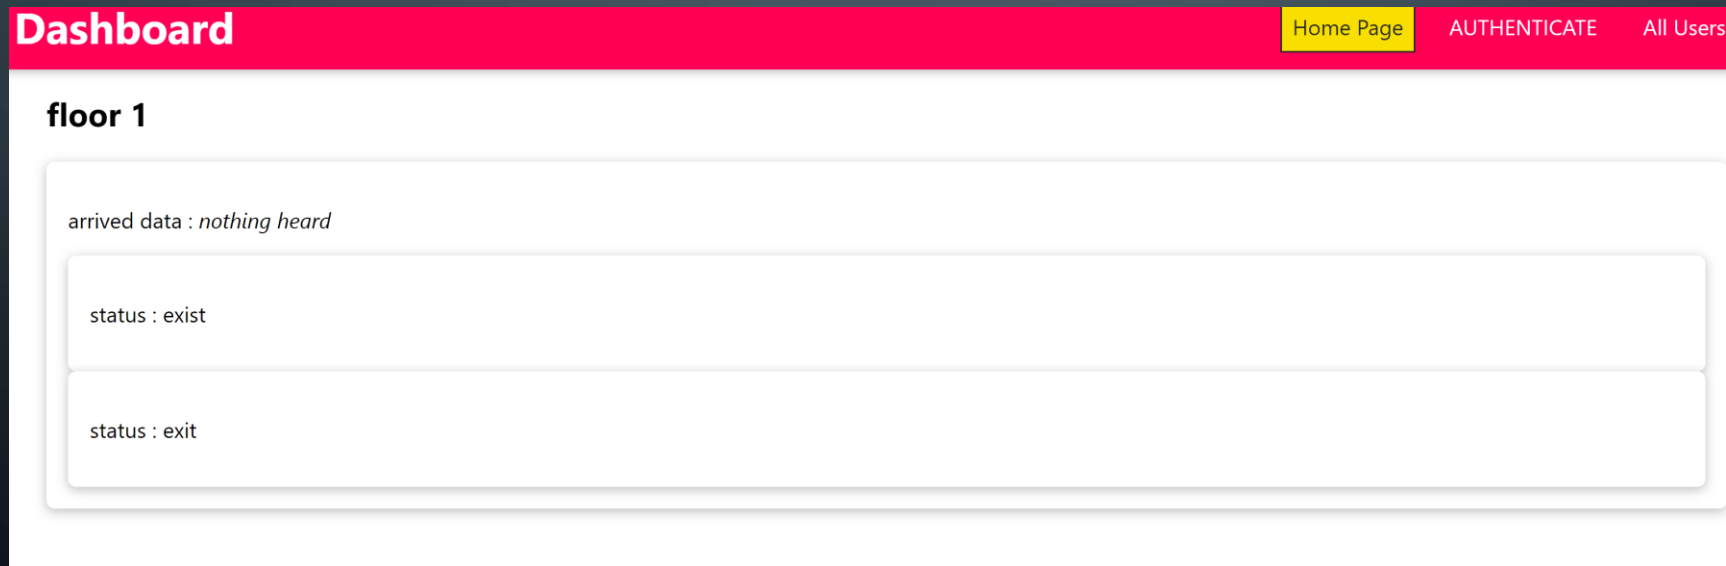 Dashboard
Home Page AUTHENTICATE All Users
floor 1
arrived data : nothing heard
status : exist
status : exit